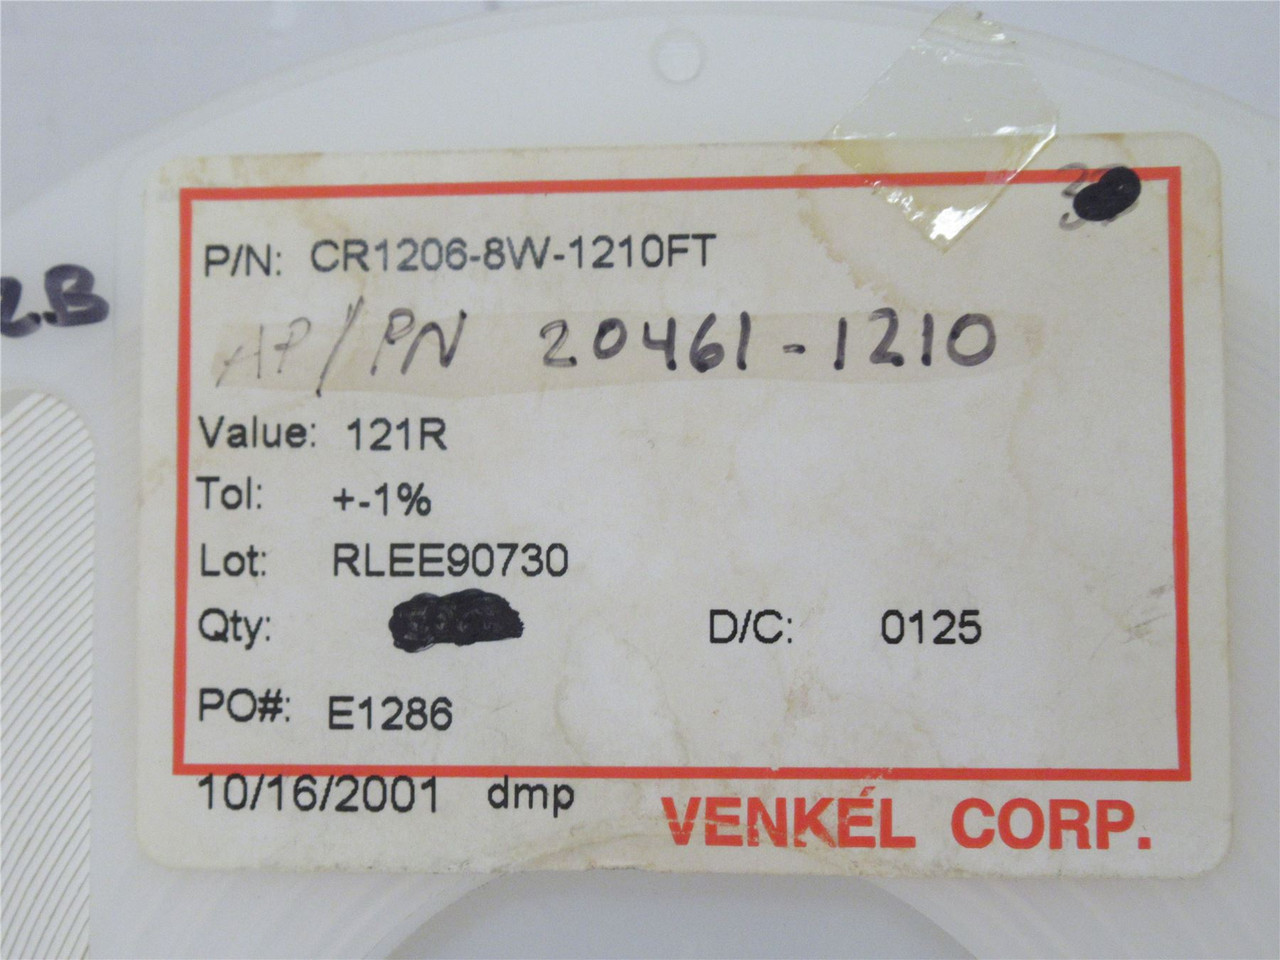 P/N: CR1206-8W-1210FT
2.B
AP/PN 20461-1210
Value: 121R
Tol: +-1%
Lot: RLEE90730
Qty:
D/C: 0125
PO#: E1286
10/16/2001 dmp
VENKÉL CORP.